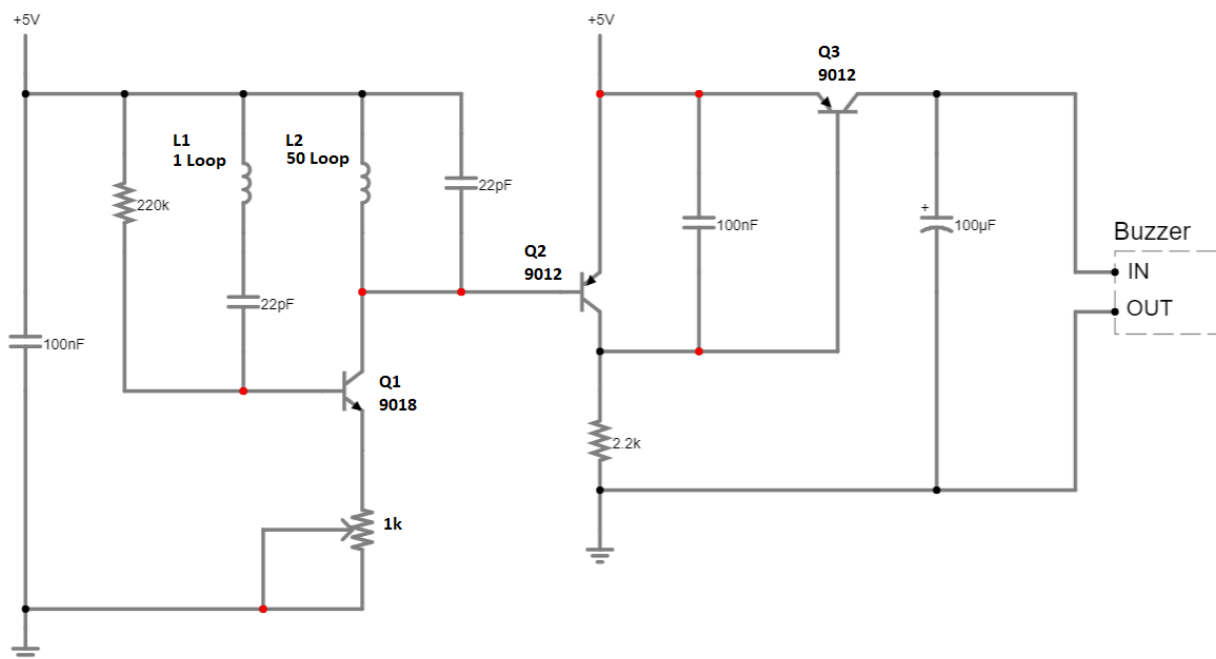 +5V
+5V
Q3
9012
L1
1 Loop
L2
50 Loop
220k
22pF
100nF
+
100µF
Buzzer
IN
OUT
Q2
9012
22pF
100nF
Q1
9018
2.2k
1k